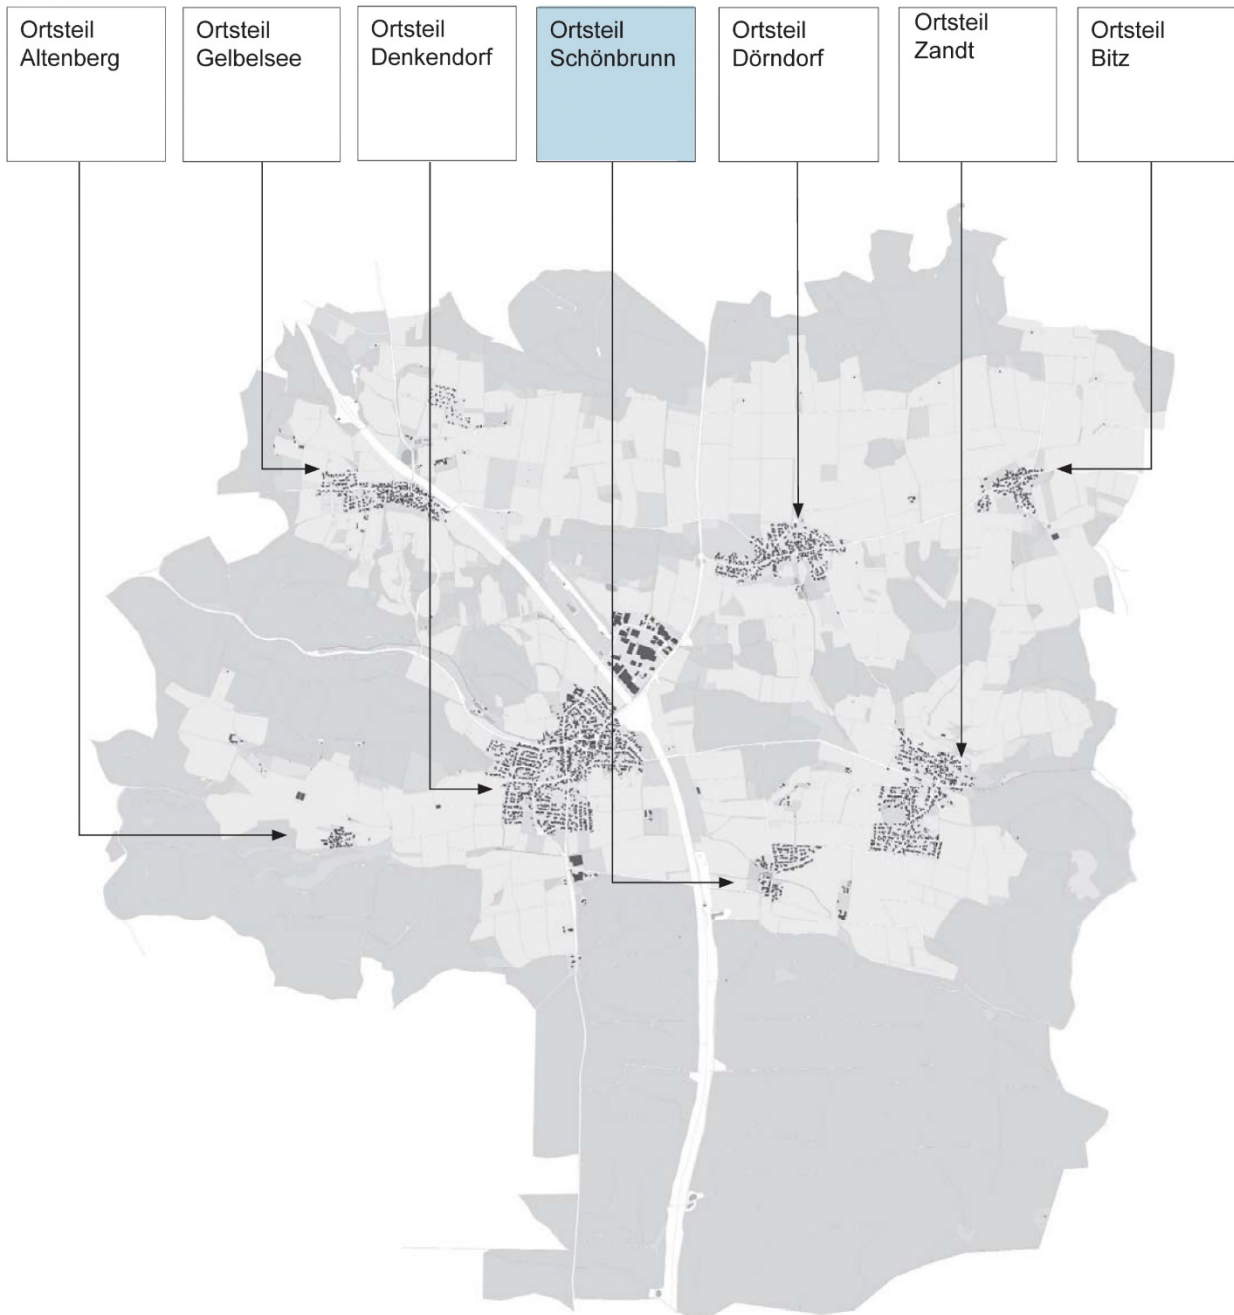 Ortsteil
Altenberg
Ortsteil
Gelbelsee
Ortsteil
Denkendorf
Ortsteil
Schönbrunn
Ortsteil
Dörndorf
Ortsteil
Zandt
Ortsteil
Bitz